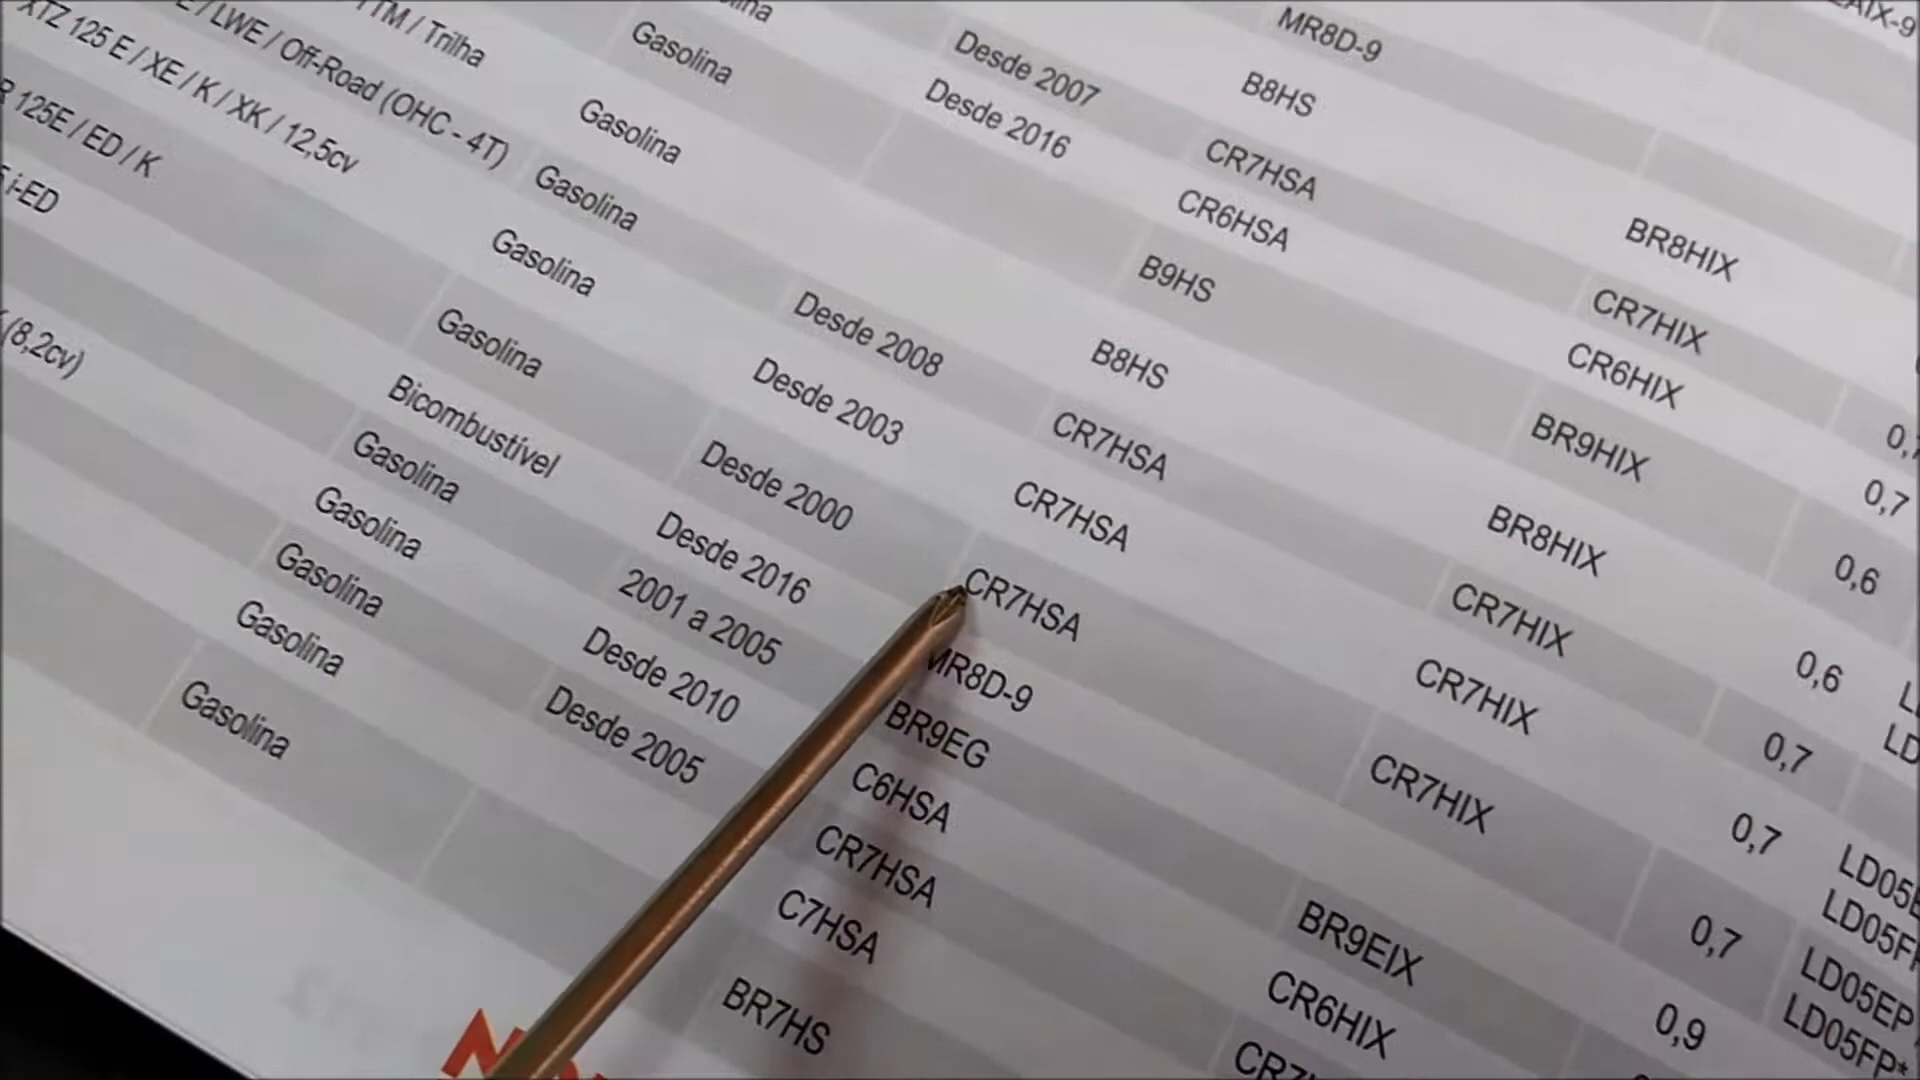 MR8D-9
B8HS BR8HIX
Desde 2007 CR7HSA CR7HIX
Desde 2016 CR6HSA CR6HIX 0,7
Gasolina B9HS BR9HIX 0,6
/ Trilha Gasolina B8HS BR8HIX 0,6
/ LWE / Off-Road (OHC - 4T) Gasolina Desde 2008 CR7HSA CR7HIX 0,7
XTZ 125 E / XE / K / XK / 12,5cv Gasolina Desde 2003 CR7HSA CR7HIX 0,7
125E / ED / K Gasolina Desde 2000 CR7HSA CR7HIX 0,7 LD05EP
LD05FP*
i-ED Bicombustível Desde 2016 MR8D-9 0,9
Gasolina 2001 a 2005 BR9EG BR9EIX
(8,2cv) Gasolina Desde 2010 C6HSA CR6HIX
Gasolina Desde 2005 CR7HSA
Gasolina C7HSA
Gasolina BR7HS